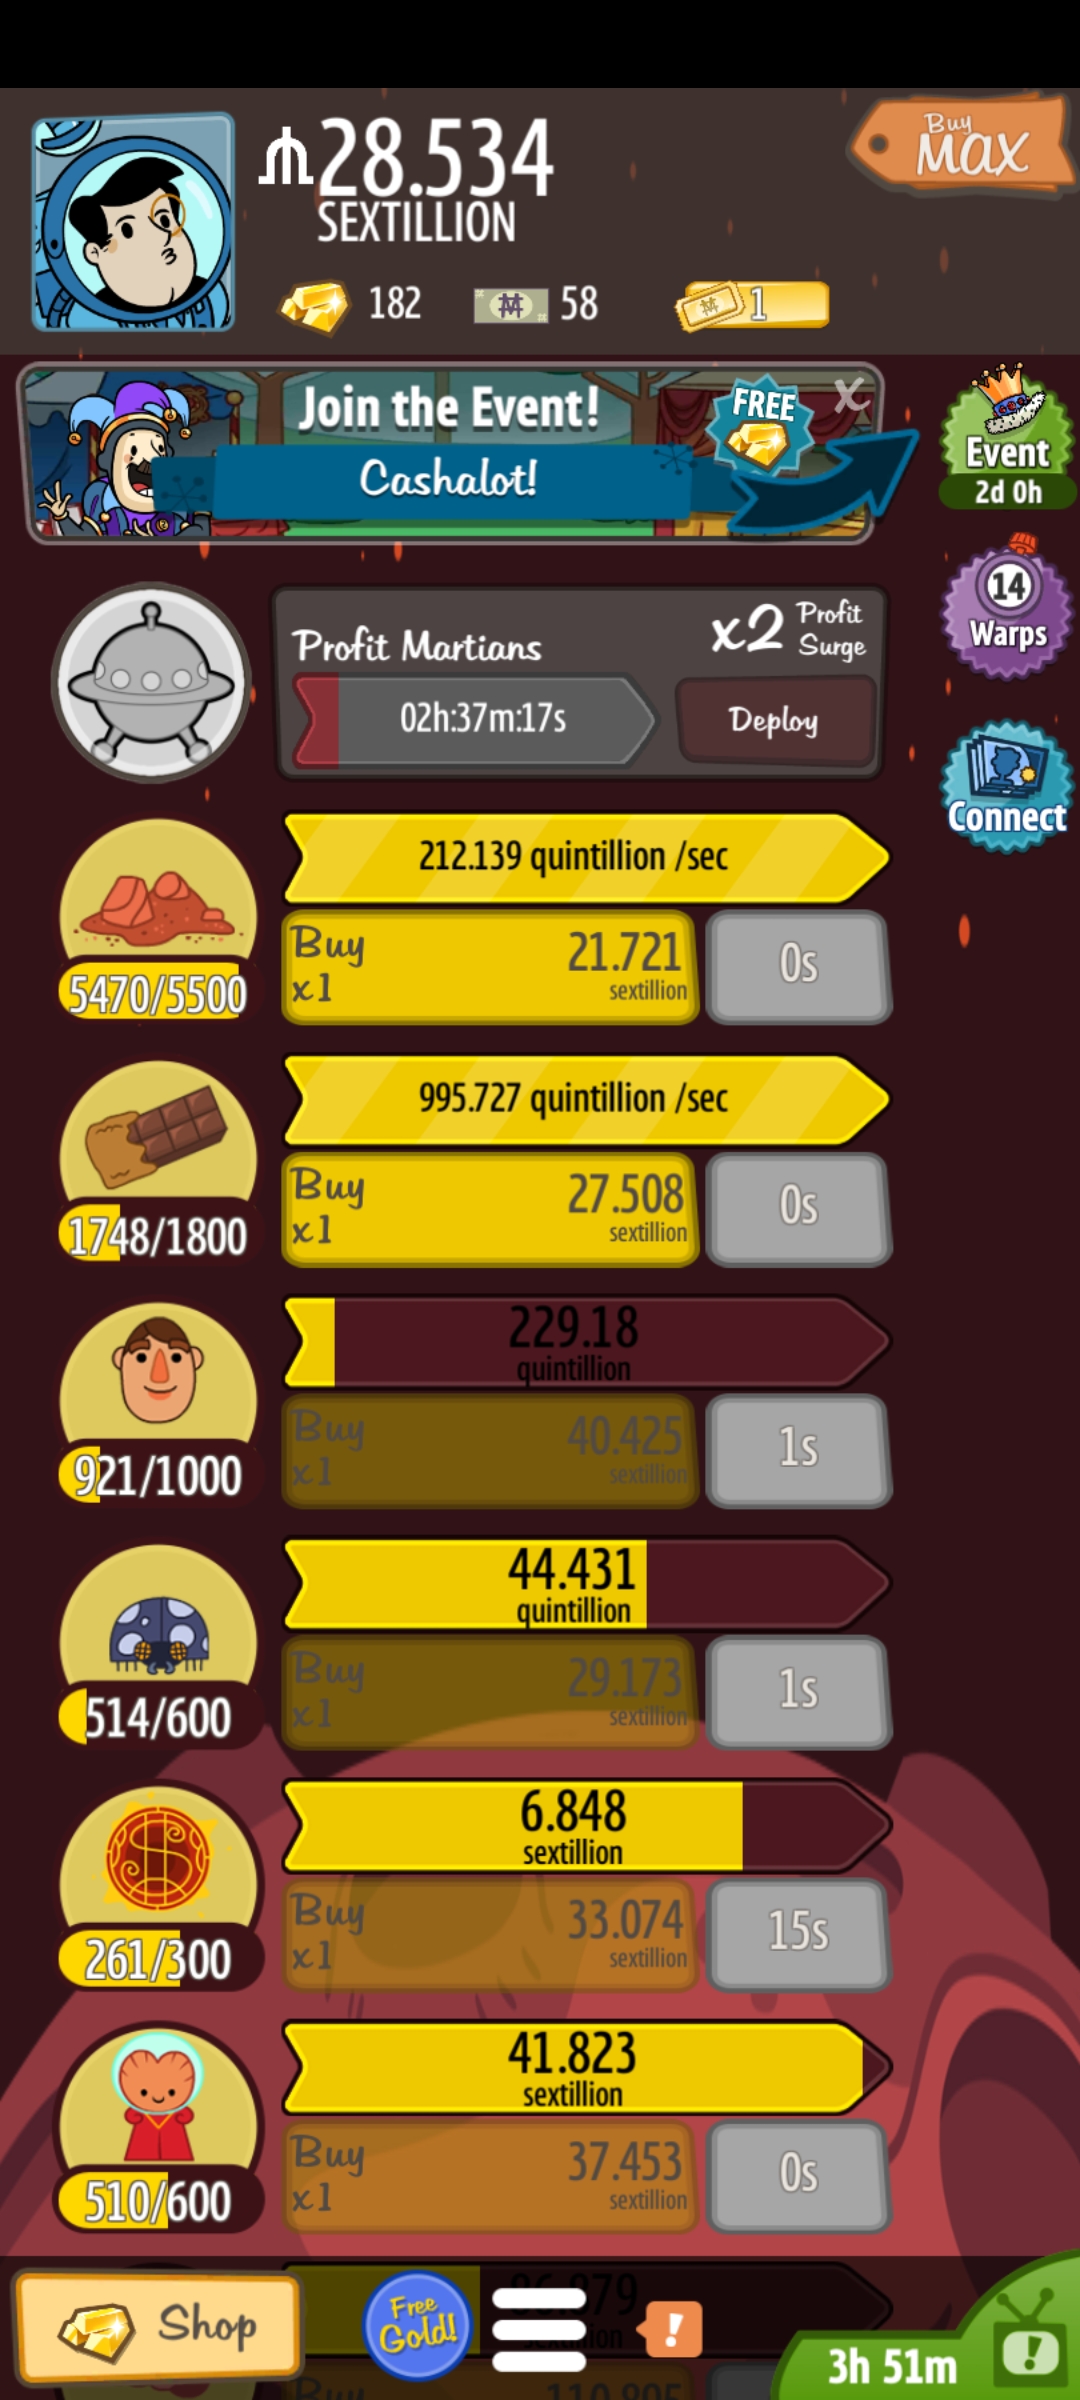 28.534
SEXTILLION
Buy
MAX
182
58
1
Join the Event!
FREE
X
Cashalot!
Event
2d 0h
14
Warps
Connect
Profit Martians
x2 Profit Surge
02h:37m:17s
Deploy
212.139 quintillion /sec
5470/5500
Buy x1
21.721
sextillion
0s
995.727 quintillion /sec
1748/1800
Buy x1
27.508
sextillion
0s
229.18
quintillion
921/1000
Buy x1
40.425
sextillion
1s
44.431
quintillion
514/600
Buy x1
29.173
sextillion
1s
6.848
sextillion
261/300
Buy x1
33.074
sextillion
15s
41.823
sextillion
510/600
Buy x1
37.453
sextillion
0s
Shop
Free Gold!
!
3h 51m
!
Buy